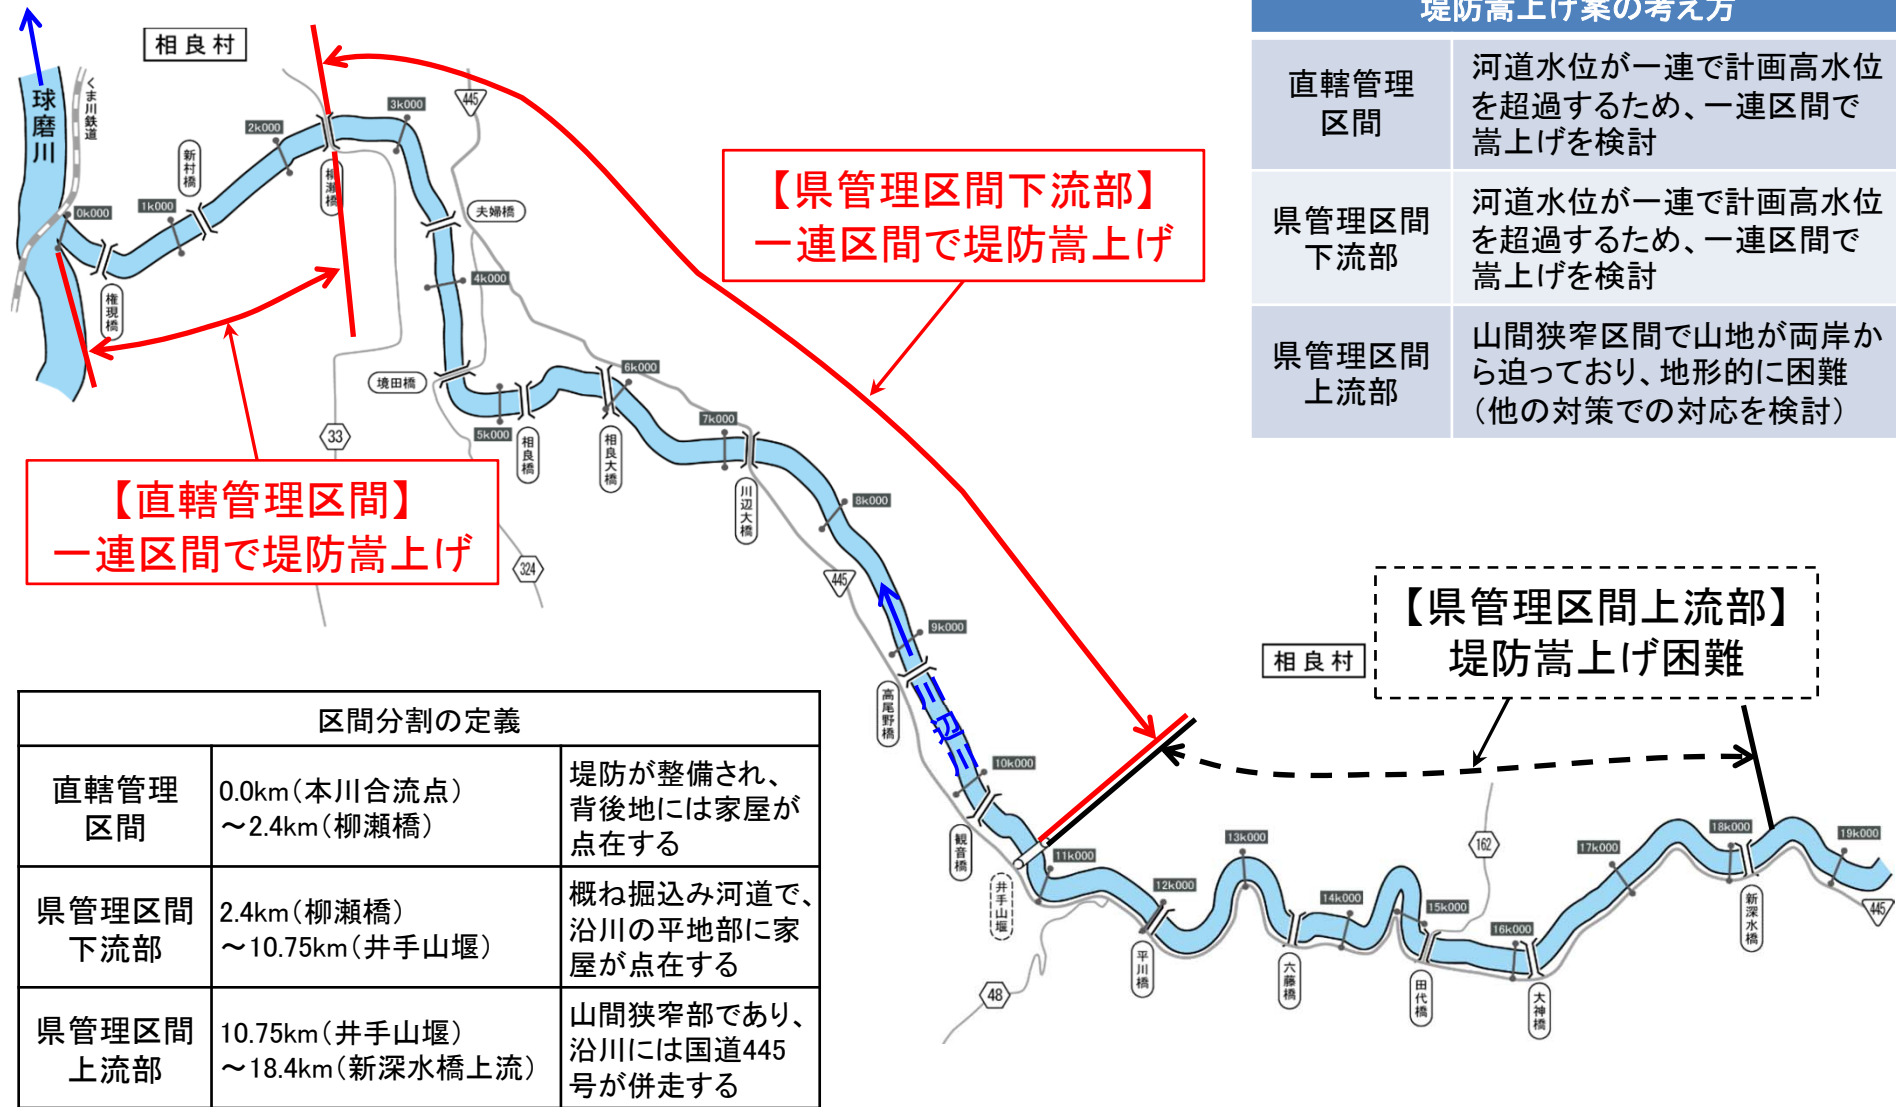 堤防嵩上げ案の考え方
直轄管理
区間
河道水位が一連で計画高水位
を超過するため、一連区間で
嵩上げを検討
県管理区間
下流部
河道水位が一連で計画高水位
を超過するため、一連区間で
嵩上げを検討
県管理区間
上流部
山間狭窄区間で山地が両岸か
ら迫っており、地形的に困難
（他の対策での対応を検討）
相良村
球磨川
くま川鉄道
0k000
1k000
2k000
3k000
445
新村橋
柳瀬橋
権現橋
夫婦橋
4k000
境田橋
5k000
6k000
7k000
8k000
相良橋
相良大橋
川辺大橋
33
324
445
【県管理区間下流部】
一連区間で堤防嵩上げ
【直轄管理区間】
一連区間で堤防嵩上げ
9k000
高尾野橋
10k000
観音橋
井手山堰
11k000
12k000
13k000
14k000
15k000
16k000
17k000
18k000
19k000
162
48
445
平川橋
六藤橋
田代橋
大神橋
新深水橋
相良村
【県管理区間上流部】
堤防嵩上げ困難
区間分割の定義
直轄管理
区間
0.0km（本川合流点）
～2.4km（柳瀬橋）
堤防が整備され、
背後地には家屋が
点在する
県管理区間
下流部
2.4km（柳瀬橋）
～10.75km（井手山堰）
概ね掘込み河道で、
沿川の平地部に家
屋が点在する
県管理区間
上流部
10.75km（井手山堰）
～18.4km（新深水橋上流）
山間狭窄部であり、
沿川には国道445
号が併走する